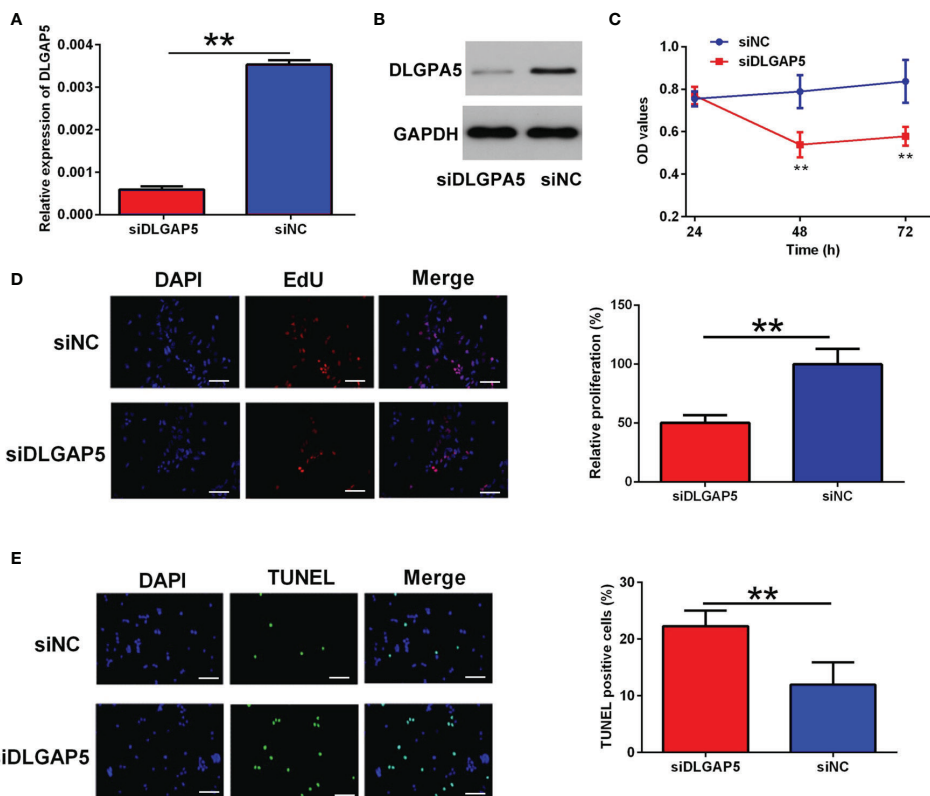 A
Relative expression of DLGAP5
0.004
0.003
0.002
0.001
0.000
**
siDLGAP5 siNC
B
DLGPA5
GAPDH
siDLGPA5 siNC
C
siNC
siDLGAP5
OD values
1.0
0.8
0.6
0.4
0.2
**
**
24 48 72
Time (h)
D
DAPI EdU Merge
siNC
siDLGAP5
Relative proliferation (%)
150
100
50
0
**
siDLGAP5 siNC
E
DAPI TUNEL Merge
siNC
siDLGAP5
TUNEL positive cells (%)
30
20
10
0
**
siDLGAP5 siNC